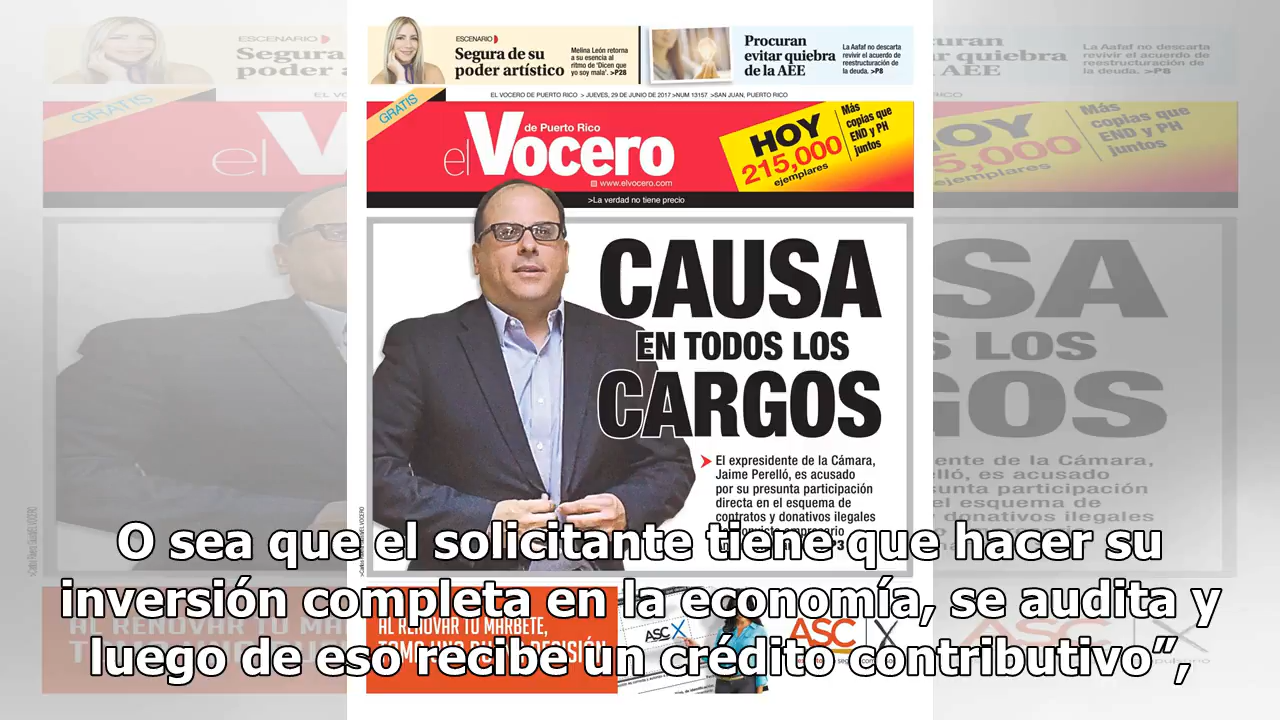 ESCENARIO
Segura de su
poder artístico
Melina León retorna
a su esencia al
ritmo de 'Dicen que
yo soy mala'. >P28
Procuran
evitar quiebra
de la AEE
La Aafaf no descarta
revivir el acuerdo de
reestructuración de
la deuda. >P8
EL VOCERO DE PUERTO RICO > JUEVES, 29 DE JUNIO DE 2017 >NUM 13157 >SAN JUAN, PUERTO RICO
GRATIS
de Puerto Rico
el Vocero
www.elvocero.com
HOY
215,000
ejemplares
Más
copias que
END y PH
juntos
>La verdad no tiene precio
CAUSA
EN TODOS LOS
CARGOS
El expresidente de la Cámara,
Jaime Perelló, es acusado
por su presunta participación
directa en el esquema de
contratos y donativos ilegales
O sea que el solicitante tiene que hacer su
inversión completa en la economía, se audita y
luego de eso recibe un crédito contributivo”,
AL RENOVAR TU MARBETE,
ASC
ASC